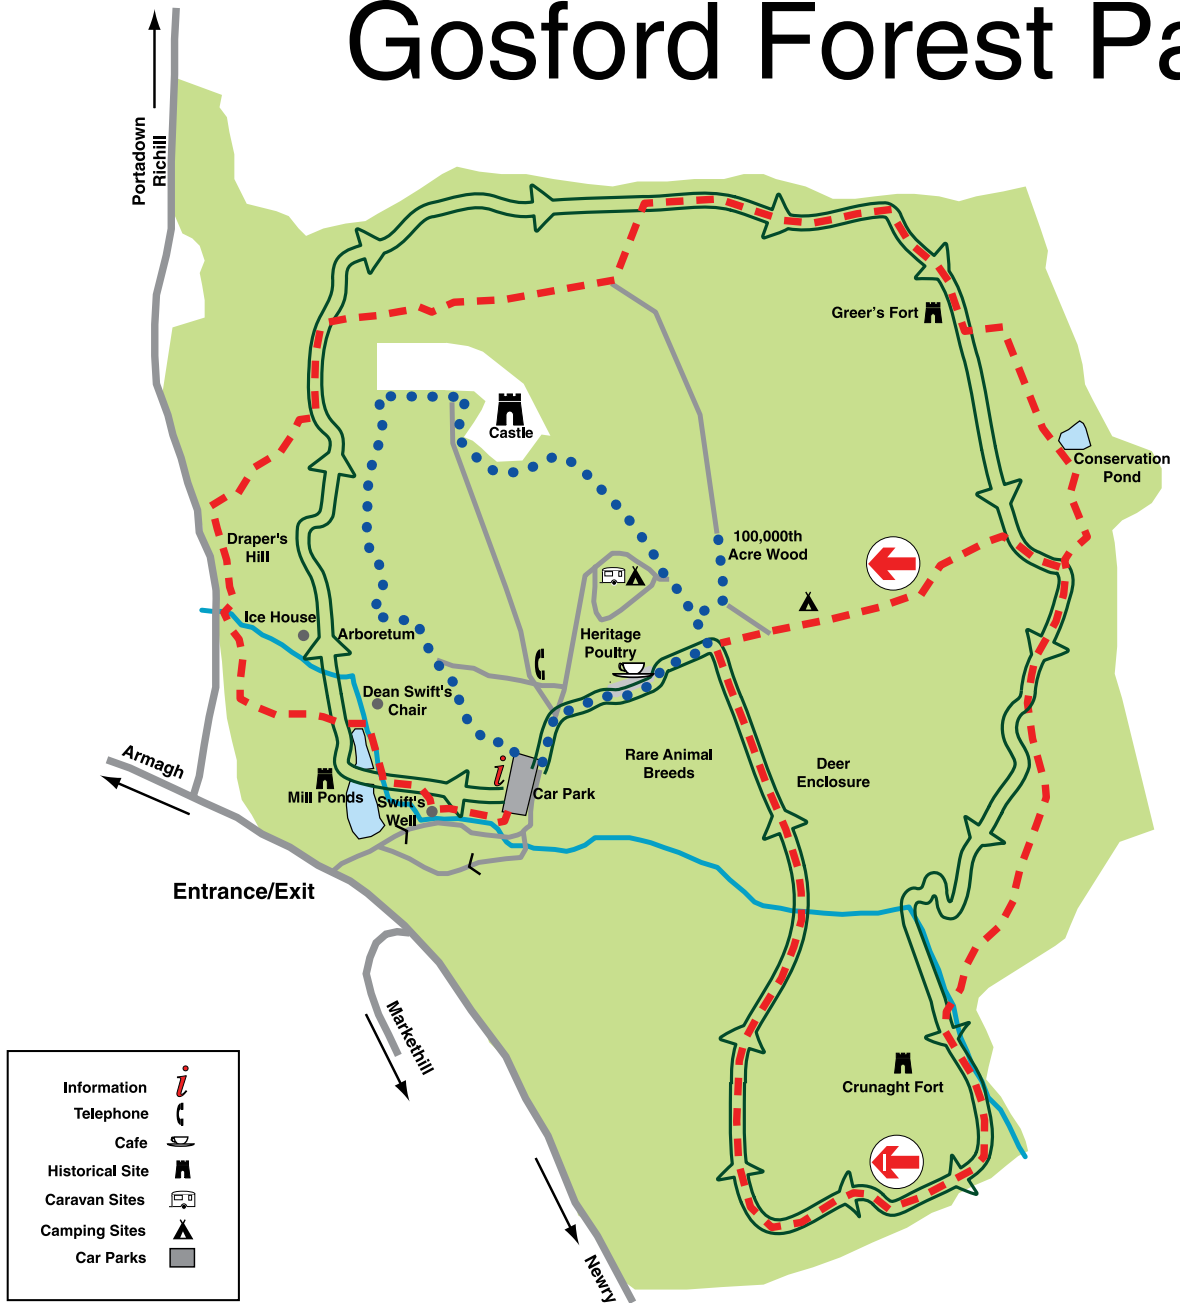 Gosford Forest Pa
Portadown
Richill
Greer's Fort
Castle
Conservation
Pond
100,000th
Acre Wood
Draper's
Hill
Ice House
Arboretum
Heritage
Poultry
Dean Swift's
Chair
Rare Animal
Breeds
Deer
Enclosure
Armagh
i
Car Park
Mill Ponds
Swift's
Well
Entrance/Exit
Markethill
Crunaght Fort
Newry
Information
i
Telephone
Cafe
Historical Site
Caravan Sites
Camping Sites
Car Parks